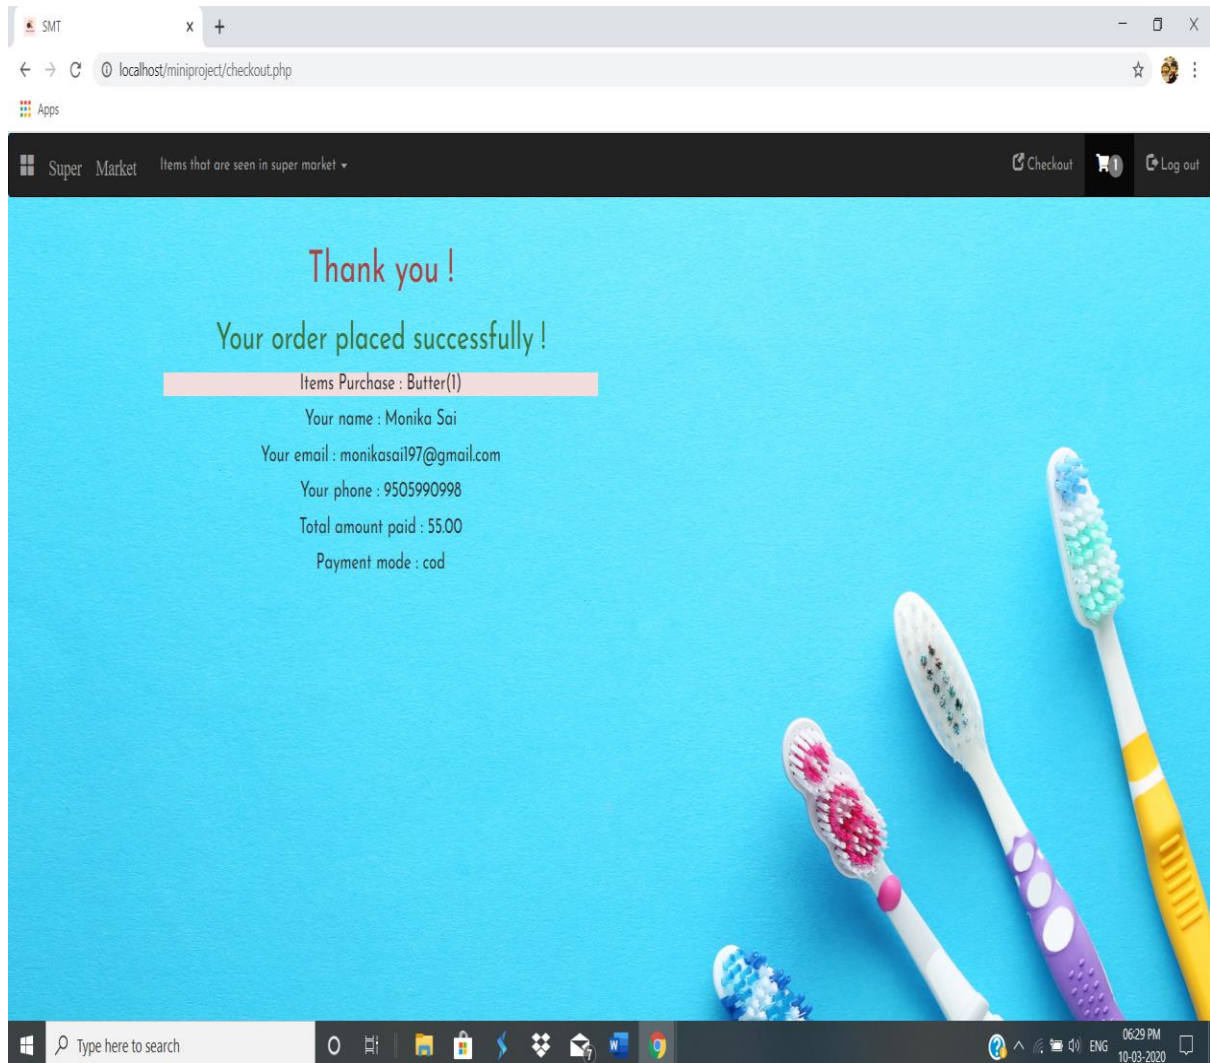 SMT
localhost/miniproject/checkout.php
Apps
Super Market Items that are seen in super market Checkout 1 Log out
Thank you !
Your order placed successfully !
Items Purchase : Butter(1)
Your name : Monika Sai
Your email : monikasai197@gmail.com
Your phone : 9505990998
Total amount paid : 55.00
Payment mode : cod
Type here to search
7
ENG
06:29 PM
10-03-2020